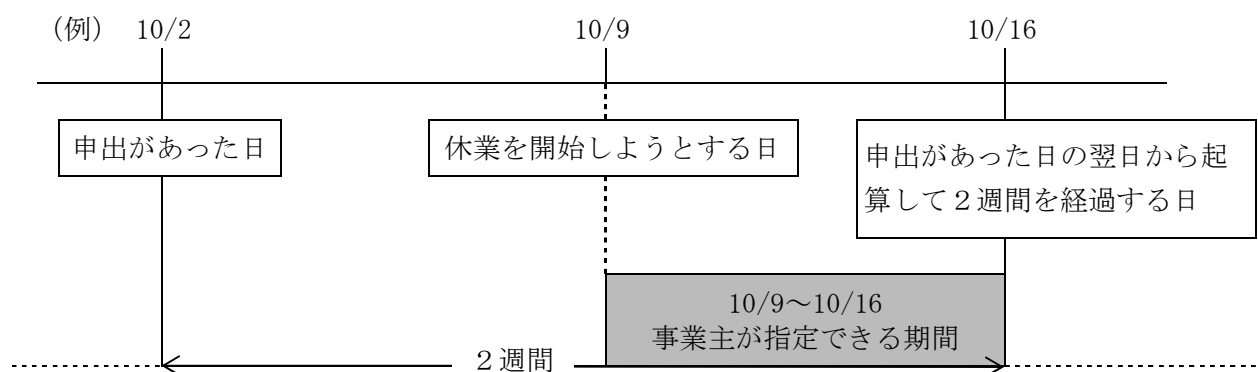 (例) 10/2 10/9 10/16
申出があった日
休業を開始しようとする日
申出があった日の翌日から起
算して２週間を経過する日
10/9～10/16
事業主が指定できる期間
２週間